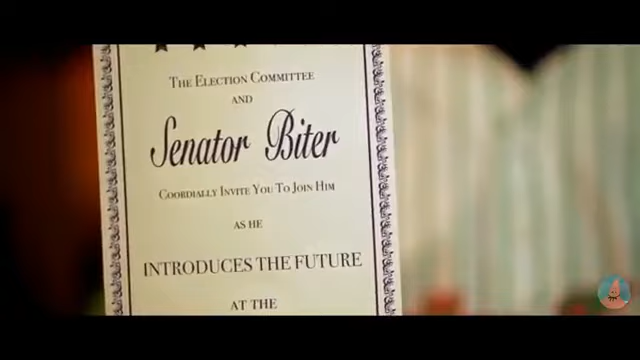 THE ELECTION COMMITTEE
AND
Senator Biter
COORDIALLY INVITE YOU TO JOIN HIM
AS HE
INTRODUCES THE FUTURE
AT THE